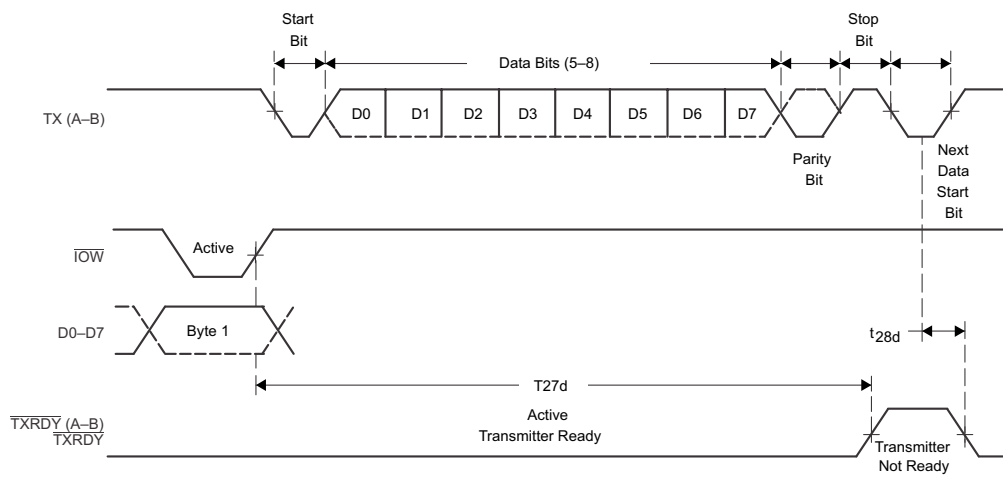 Start
Bit
Data Bits (5–8)
Stop
Bit
TX (A–B)
D0
D1
D2
D3
D4
D5
D6
D7
Parity
Bit
Next
Data
Start
Bit
IOW
Active
D0–D7
Byte 1
t28d
T27d
TXRDY (A–B)
TXRDY
Active
Transmitter Ready
Transmitter
Not Ready